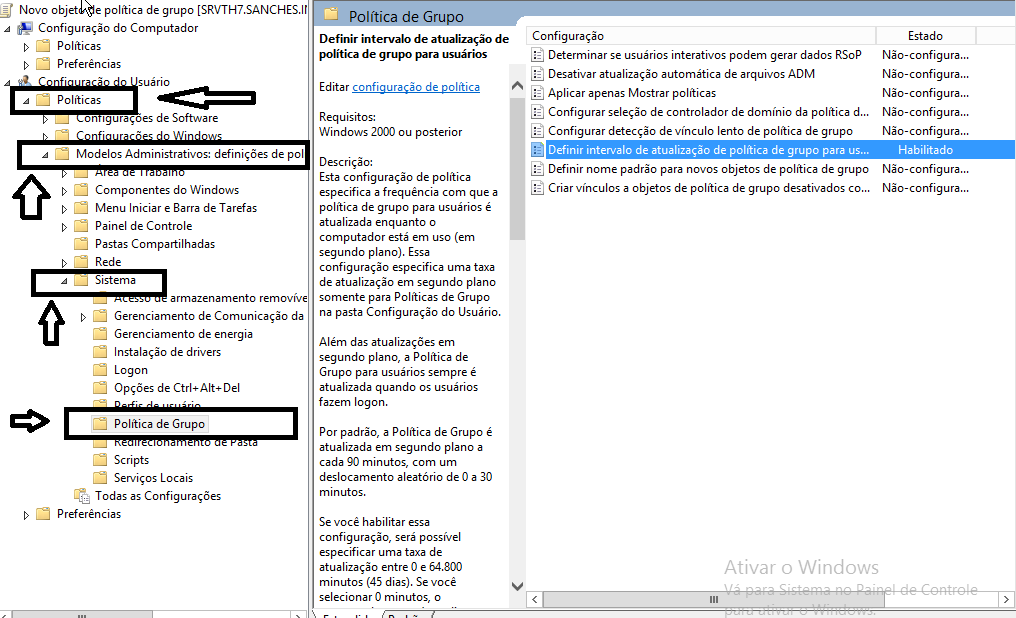 Novo objeto de política de grupo [SRVTH7.SANCHES.IN
Configuração do Computador
Políticas
Preferências
Configuração do Usuário
Políticas
Configurações de Software
Configurações do Windows
Modelos Administrativos: definições de pol
Área de Trabalho
Componentes do Windows
Menu Iniciar e Barra de Tarefas
Painel de Controle
Pastas Compartilhadas
Rede
Sistema
Acesso de armazenamento removíve
Gerenciamento de Comunicação da
Gerenciamento de energia
Instalação de drivers
Logon
Opções de Ctrl+Alt+Del
Perfis de usuário
Política de Grupo
Redirecionamento de Pasta
Scripts
Serviços Locais
Todas as Configurações
Preferências
Política de Grupo
Definir intervalo de atualização de
política de grupo para usuários
Editar configuração de política
Requisitos:
Windows 2000 ou posterior
Descrição:
Esta configuração de política
especifica a frequência com que a
política de grupo para usuários é
atualizada enquanto o
computador está em uso (em
segundo plano). Essa
configuração especifica uma taxa
de atualização em segundo plano
somente para Políticas de Grupo
na pasta Configuração do Usuário.
Além das atualizações em
segundo plano, a Política de
Grupo para usuários sempre é
atualizada quando os usuários
fazem logon.
Por padrão, a Política de Grupo é
atualizada em segundo plano a
cada 90 minutos, com um
deslocamento aleatório de 0 a 30
minutos.
Se você habilitar essa
configuração, será possível
especificar uma taxa de
atualização entre 0 e 64.800
minutos (45 dias). Se você
selecionar 0 minutos, o
Configuração Estado
Determinar se usuários interativos podem gerar dados RSoP Não-configura...
Desativar atualização automática de arquivos ADM Não-configura...
Aplicar apenas Mostrar políticas Não-configura...
Configurar seleção de controlador de domínio da política d... Não-configura...
Configurar detecção de vínculo lento de política de grupo Não-configura...
Definir intervalo de atualização de política de grupo para us... Habilitado
Definir nome padrão para novos objetos de política de grupo Não-configura...
Criar vínculos a objetos de política de grupo desativados co... Não-configura...
Ativar o Windows
Vá para Sistema no Painel de Controle
para ativar o Windows.